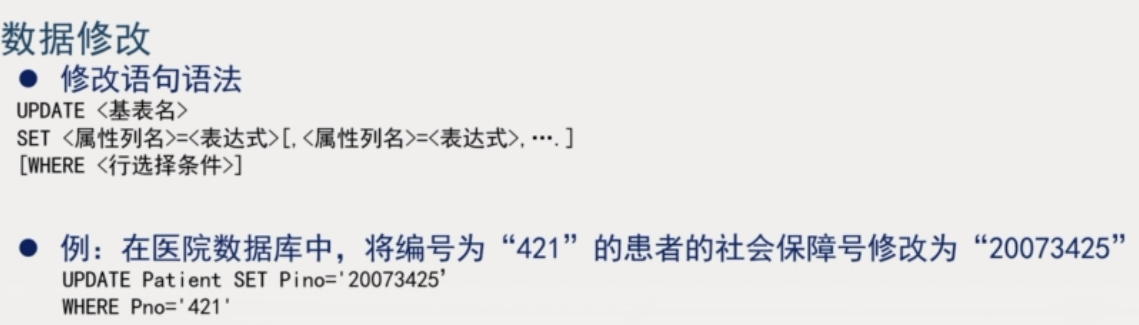 数据修改
● 修改语句语法
UPDATE <基表名>
SET <属性列名>=<表达式>[,<属性列名>=<表达式>,….]
[WHERE <行选择条件>]
● 例：在医院数据库中，将编号为“421”的患者的社会保障号修改为“20073425”
UPDATE Patient SET Pino='20073425’
WHERE Pno='421'